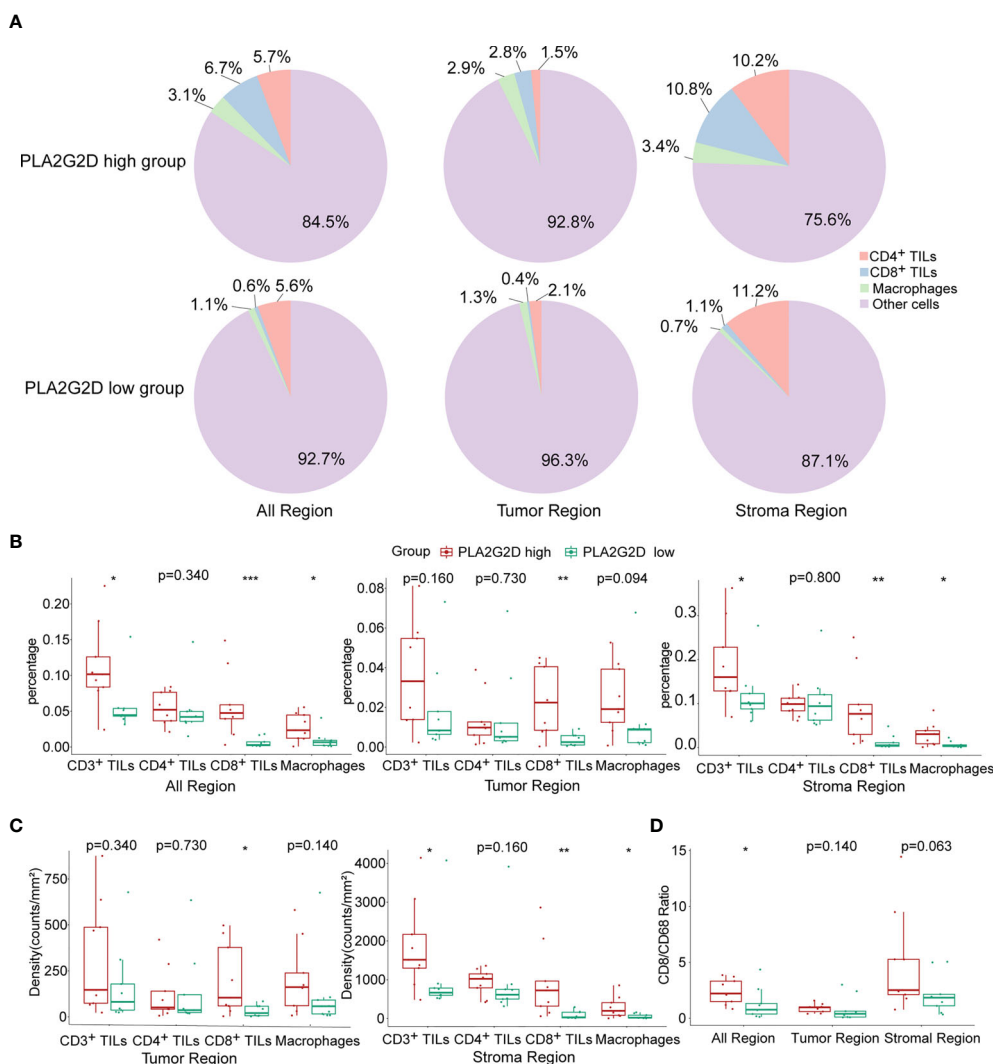 A
6.7% 5.7%
3.1%
2.8% 1.5%
2.9%
10.2%
10.8%
3.4%
PLA2G2D high group
84.5%
92.8%
75.6%
CD4+ TILs
CD8+ TILs
Macrophages
Other cells
0.6% 5.6%
1.1%
0.4% 2.1%
1.3%
11.2%
1.1%
0.7%
PLA2G2D low group
92.7%
96.3%
87.1%
All Region
Tumor Region
Stroma Region
B
Group PLA2G2D high PLA2G2D low
* p=0.340 *** *
percentage
0.20
0.15
0.10
0.05
0.00
CD3+ TILs CD4+ TILs CD8+ TILs Macrophages
All Region
p=0.160 p=0.730 ** p=0.094
percentage
0.08
0.06
0.04
0.02
0.00
CD3+ TILs CD4+ TILs CD8+ TILs Macrophages
Tumor Region
* p=0.800 ** *
percentage
0.3
0.2
0.1
0.0
CD3+ TILs CD4+ TILs CD8+ TILs Macrophages
Stroma Region
C
p=0.340 p=0.730 * p=0.140
Density(counts/mm²)
750
500
250
0
CD3+ TILs CD4+ TILs CD8+ TILs Macrophages
Tumor Region
* p=0.160 ** *
Density(counts/mm²)
4000
3000
2000
1000
0
CD3+ TILs CD4+ TILs CD8+ TILs Macrophages
Stroma Region
D
* p=0.140 p=0.063
CD8/CD68 Ratio
15
10
5
0
All Region Tumor Region Stromal Region